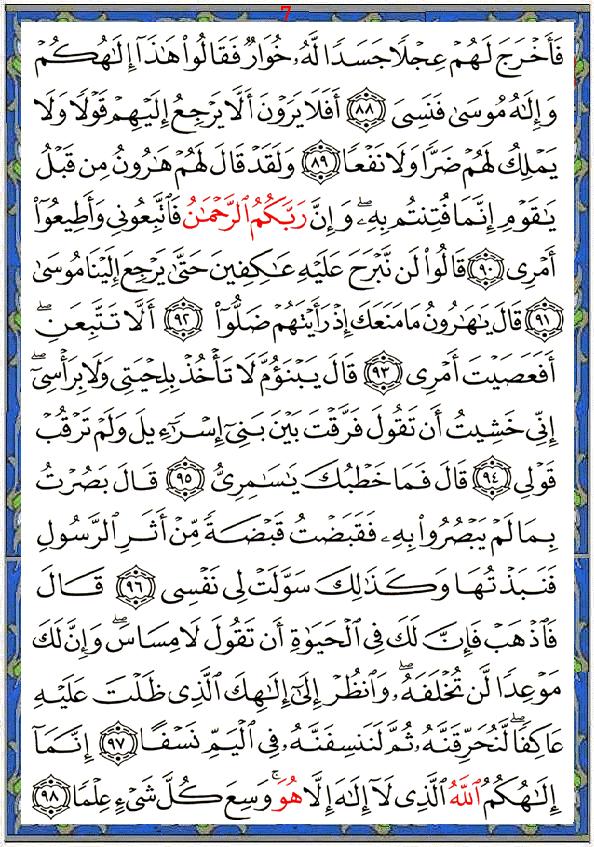 7
فَأَخْرَجَ لَهُمْ عِجْلًا جَسَدًا لَّهُۥ خُوَارٌ فَقَالُوا۟ هَٰذَآ إِلَٰهُكُمْ
وَإِلَٰهُ مُوسَىٰ فَنَسِىَ ٨٨ أَفَلَا يَرَوْنَ أَلَّا يَرْجِعُ إِلَيْهِمْ قَوْلًا وَلَا
يَمْلِكُ لَهُمْ ضَرًّا وَلَا نَفْعًا ٨٩ وَلَقَدْ قَالَ لَهُمْ هَٰرُونُ مِن قَبْلُ
يَٰقَوْمِ إِنَّمَا فُتِنتُم بِهِۦ ۖ وَإِنَّ رَبَّكُمُ ٱلرَّحْمَٰنُ فَٱتَّبِعُونِى وَأَطِيعُوٓا۟
أَمْرِى ٩٠ قَالُوا۟ لَن نَّبْرَحَ عَلَيْهِ عَٰكِفِينَ حَتَّىٰ يَرْجِعَ إِلَيْنَا مُوسَىٰ
٩١ قَالَ يَٰهَٰرُونُ مَا مَنَعَكَ إِذْ رَأَيْتَهُمْ ضَلُّوٓا۟ ٩٢ أَلَّا تَتَّبِعَنِ ۖ
أَفَعَصَيْتَ أَمْرِى ٩٣ قَالَ يَبْنَؤُمَّ لَا تَأْخُذْ بِلِحْيَتِى وَلَا بِرَأْسِىٓ ۖ
إِنِّى خَشِيتُ أَن تَقُولَ فَرَّقْتَ بَيْنَ بَنِىٓ إِسْرَٰٓءِيلَ وَلَمْ تَرْقُبْ
قَوْلِى ٩٤ قَالَ فَمَا خَطْبُكَ يَٰسَٰمِرِىُّ ٩٥ قَالَ بَصُرْتُ
بِمَا لَمْ يَبْصُرُوا۟ بِهِۦ فَقَبَضْتُ قَبْضَةً مِّنْ أَثَرِ ٱلرَّسُولِ
فَنَبَذْتُهَا وَكَذَٰلِكَ سَوَّلَتْ لِى نَفْسِى ٩٦ قَالَ
فَٱذْهَبْ فَإِنَّ لَكَ فِى ٱلْحَيَوٰةِ أَن تَقُولَ لَا مِسَاسَ ۖ وَإِنَّ لَكَ
مَوْعِدًا لَّن تُخْلَفَهُۥ ۖ وَٱنظُرْ إِلَىٰٓ إِلَٰهِكَ ٱلَّذِى ظَلْتَ عَلَيْهِ
عَاكِفًا ۖ لَّنُحَرِّقَنَّهُۥ ثُمَّ لَنَنسِفَنَّهُۥ فِى ٱلْيَمِّ نَسْفًا ٩٧ إِنَّمَآ
إِلَٰهُكُمُ ٱللَّهُ ٱلَّذِى لَآ إِلَٰهَ إِلَّا هُوَ ۚ وَسِعَ كُلَّ شَىْءٍ عِلْمًا ٩٨